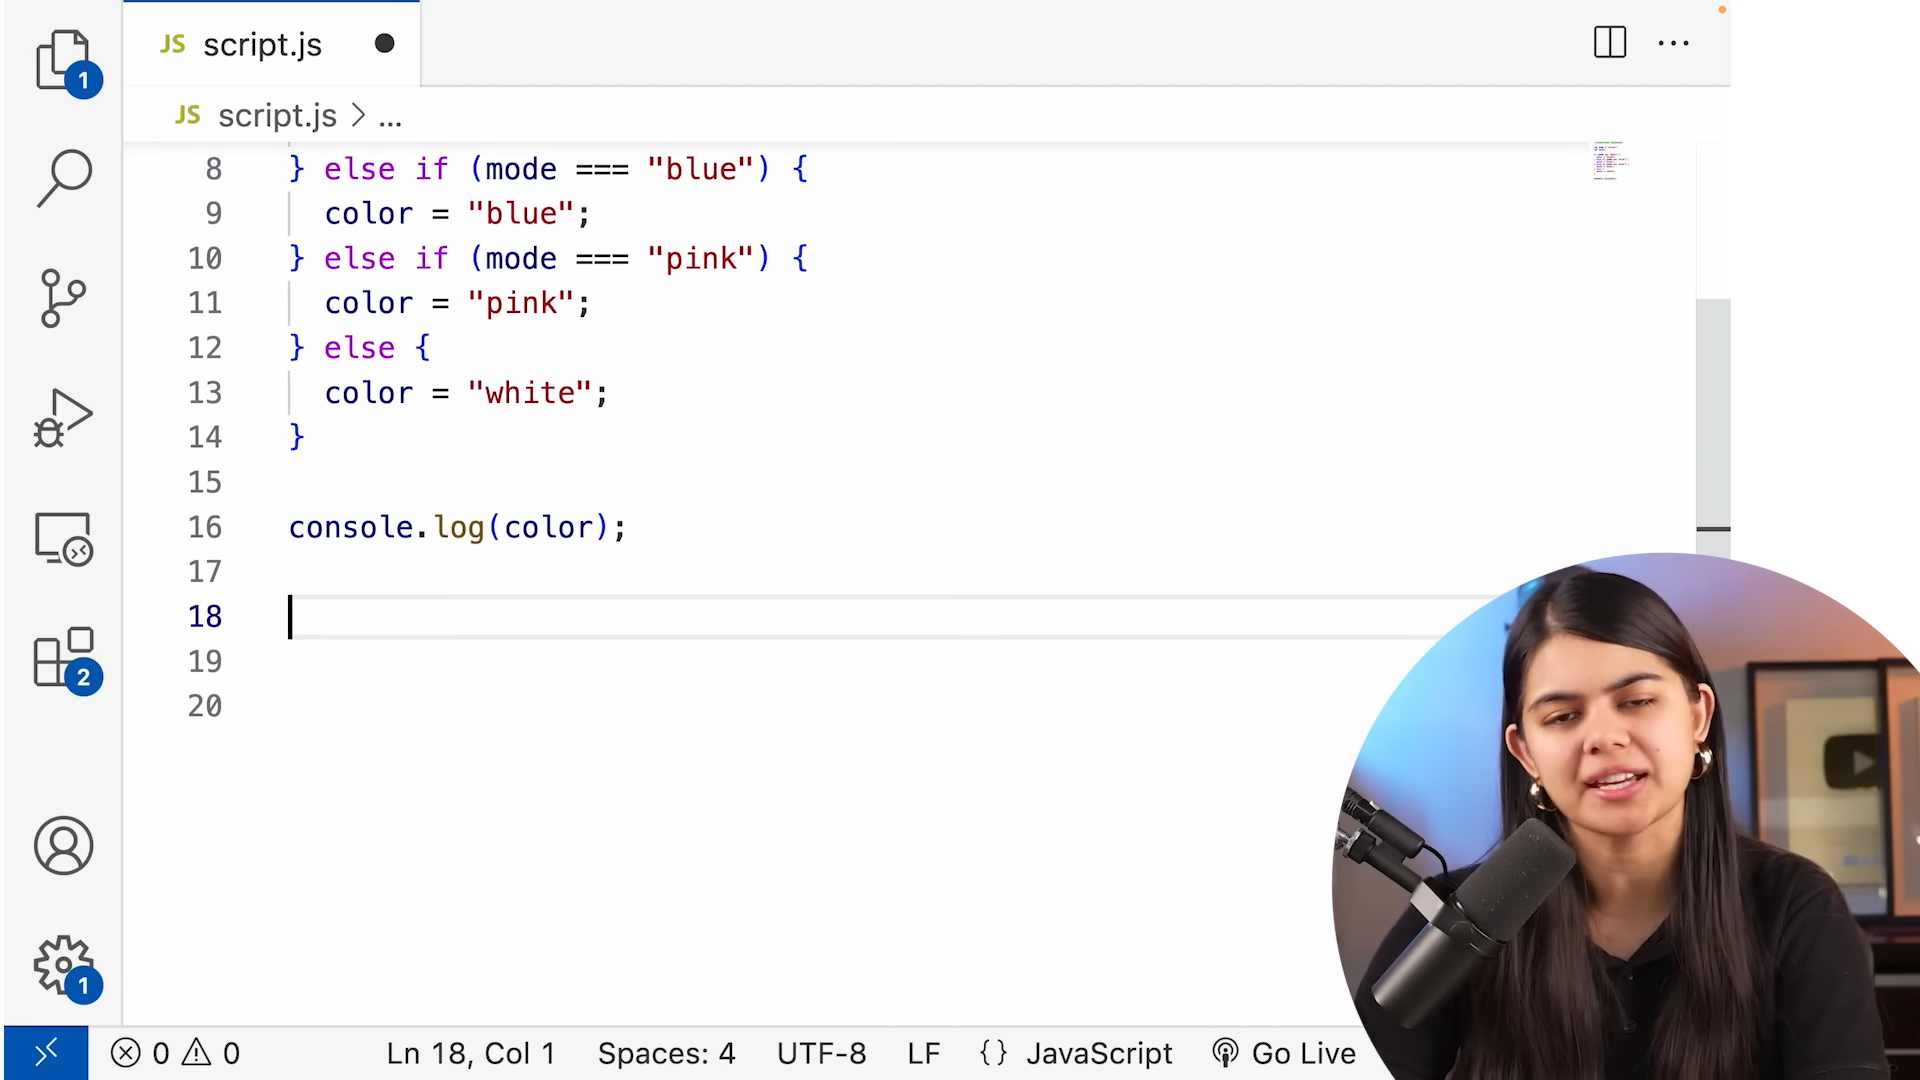 JS script.js
1
JS script.js > ...
8 } else if (mode === "blue") {
9 color = "blue";
10 } else if (mode === "pink") {
11 color = "pink";
12 } else {
13 color = "white";
14 }
15
16 console.log(color);
17
18
19
20
2
1
0 0 Ln 18, Col 1 Spaces: 4 UTF-8 LF {} JavaScript Go Live